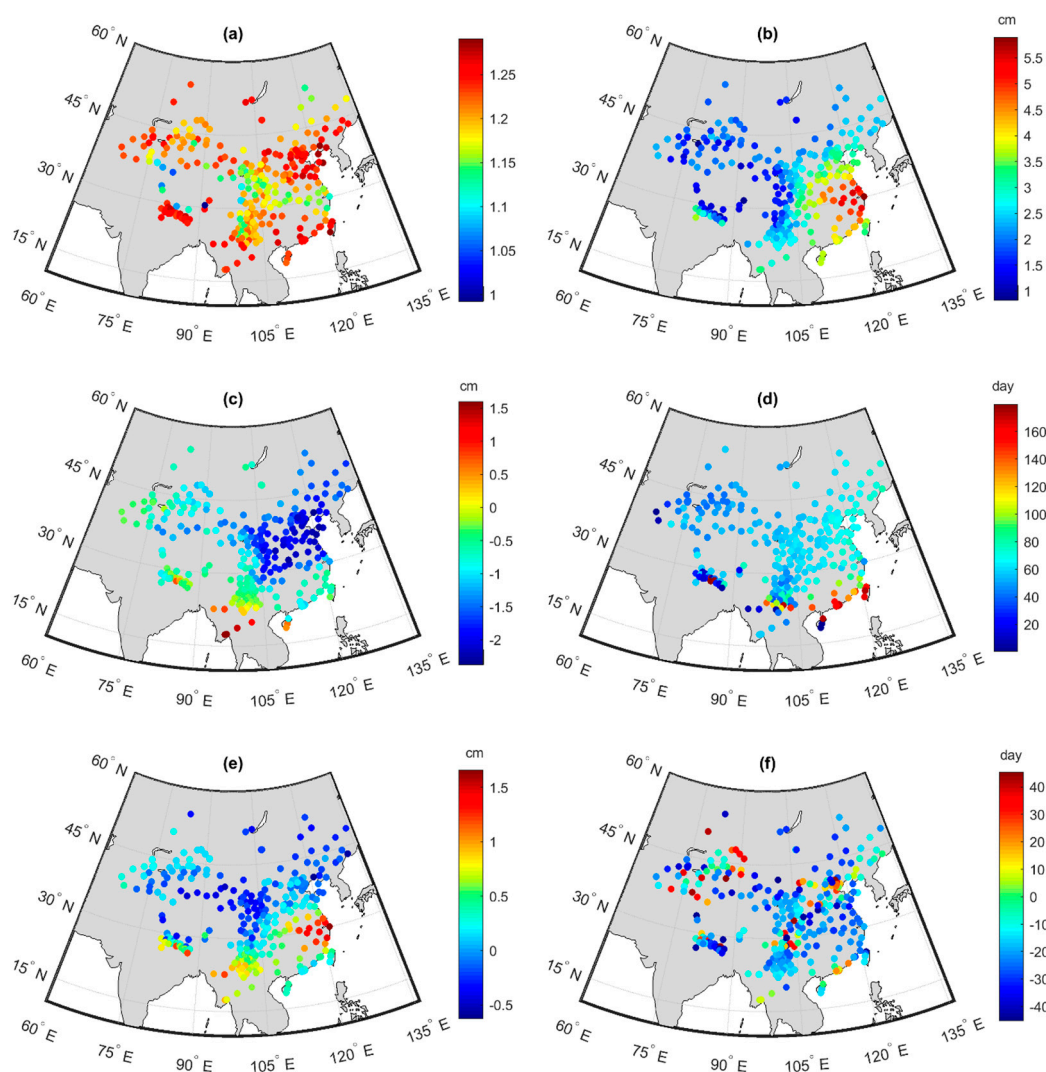 (a)
60° N
45° N
30° N
15° N
60° E
75° E
90° E
105° E
120° E
135° E
1.25
1.2
1.15
1.1
1.05
1
(b)
cm
60° N
45° N
30° N
15° N
60° E
75° E
90° E
105° E
120° E
135° E
5.5
5
4.5
4
3.5
3
2.5
2
1.5
1
(c)
cm
60° N
45° N
30° N
15° N
60° E
75° E
90° E
105° E
120° E
135° E
1.5
1
0.5
0
-0.5
-1
-1.5
-2
(d)
day
60° N
45° N
30° N
15° N
60° E
75° E
90° E
105° E
120° E
135° E
160
140
120
100
80
60
40
20
(e)
cm
60° N
45° N
30° N
15° N
60° E
75° E
90° E
105° E
120° E
135° E
1.5
1
0.5
0
-0.5
(f)
day
60° N
45° N
30° N
15° N
60° E
75° E
90° E
105° E
120° E
135° E
40
30
20
10
0
-10
-20
-30
-40